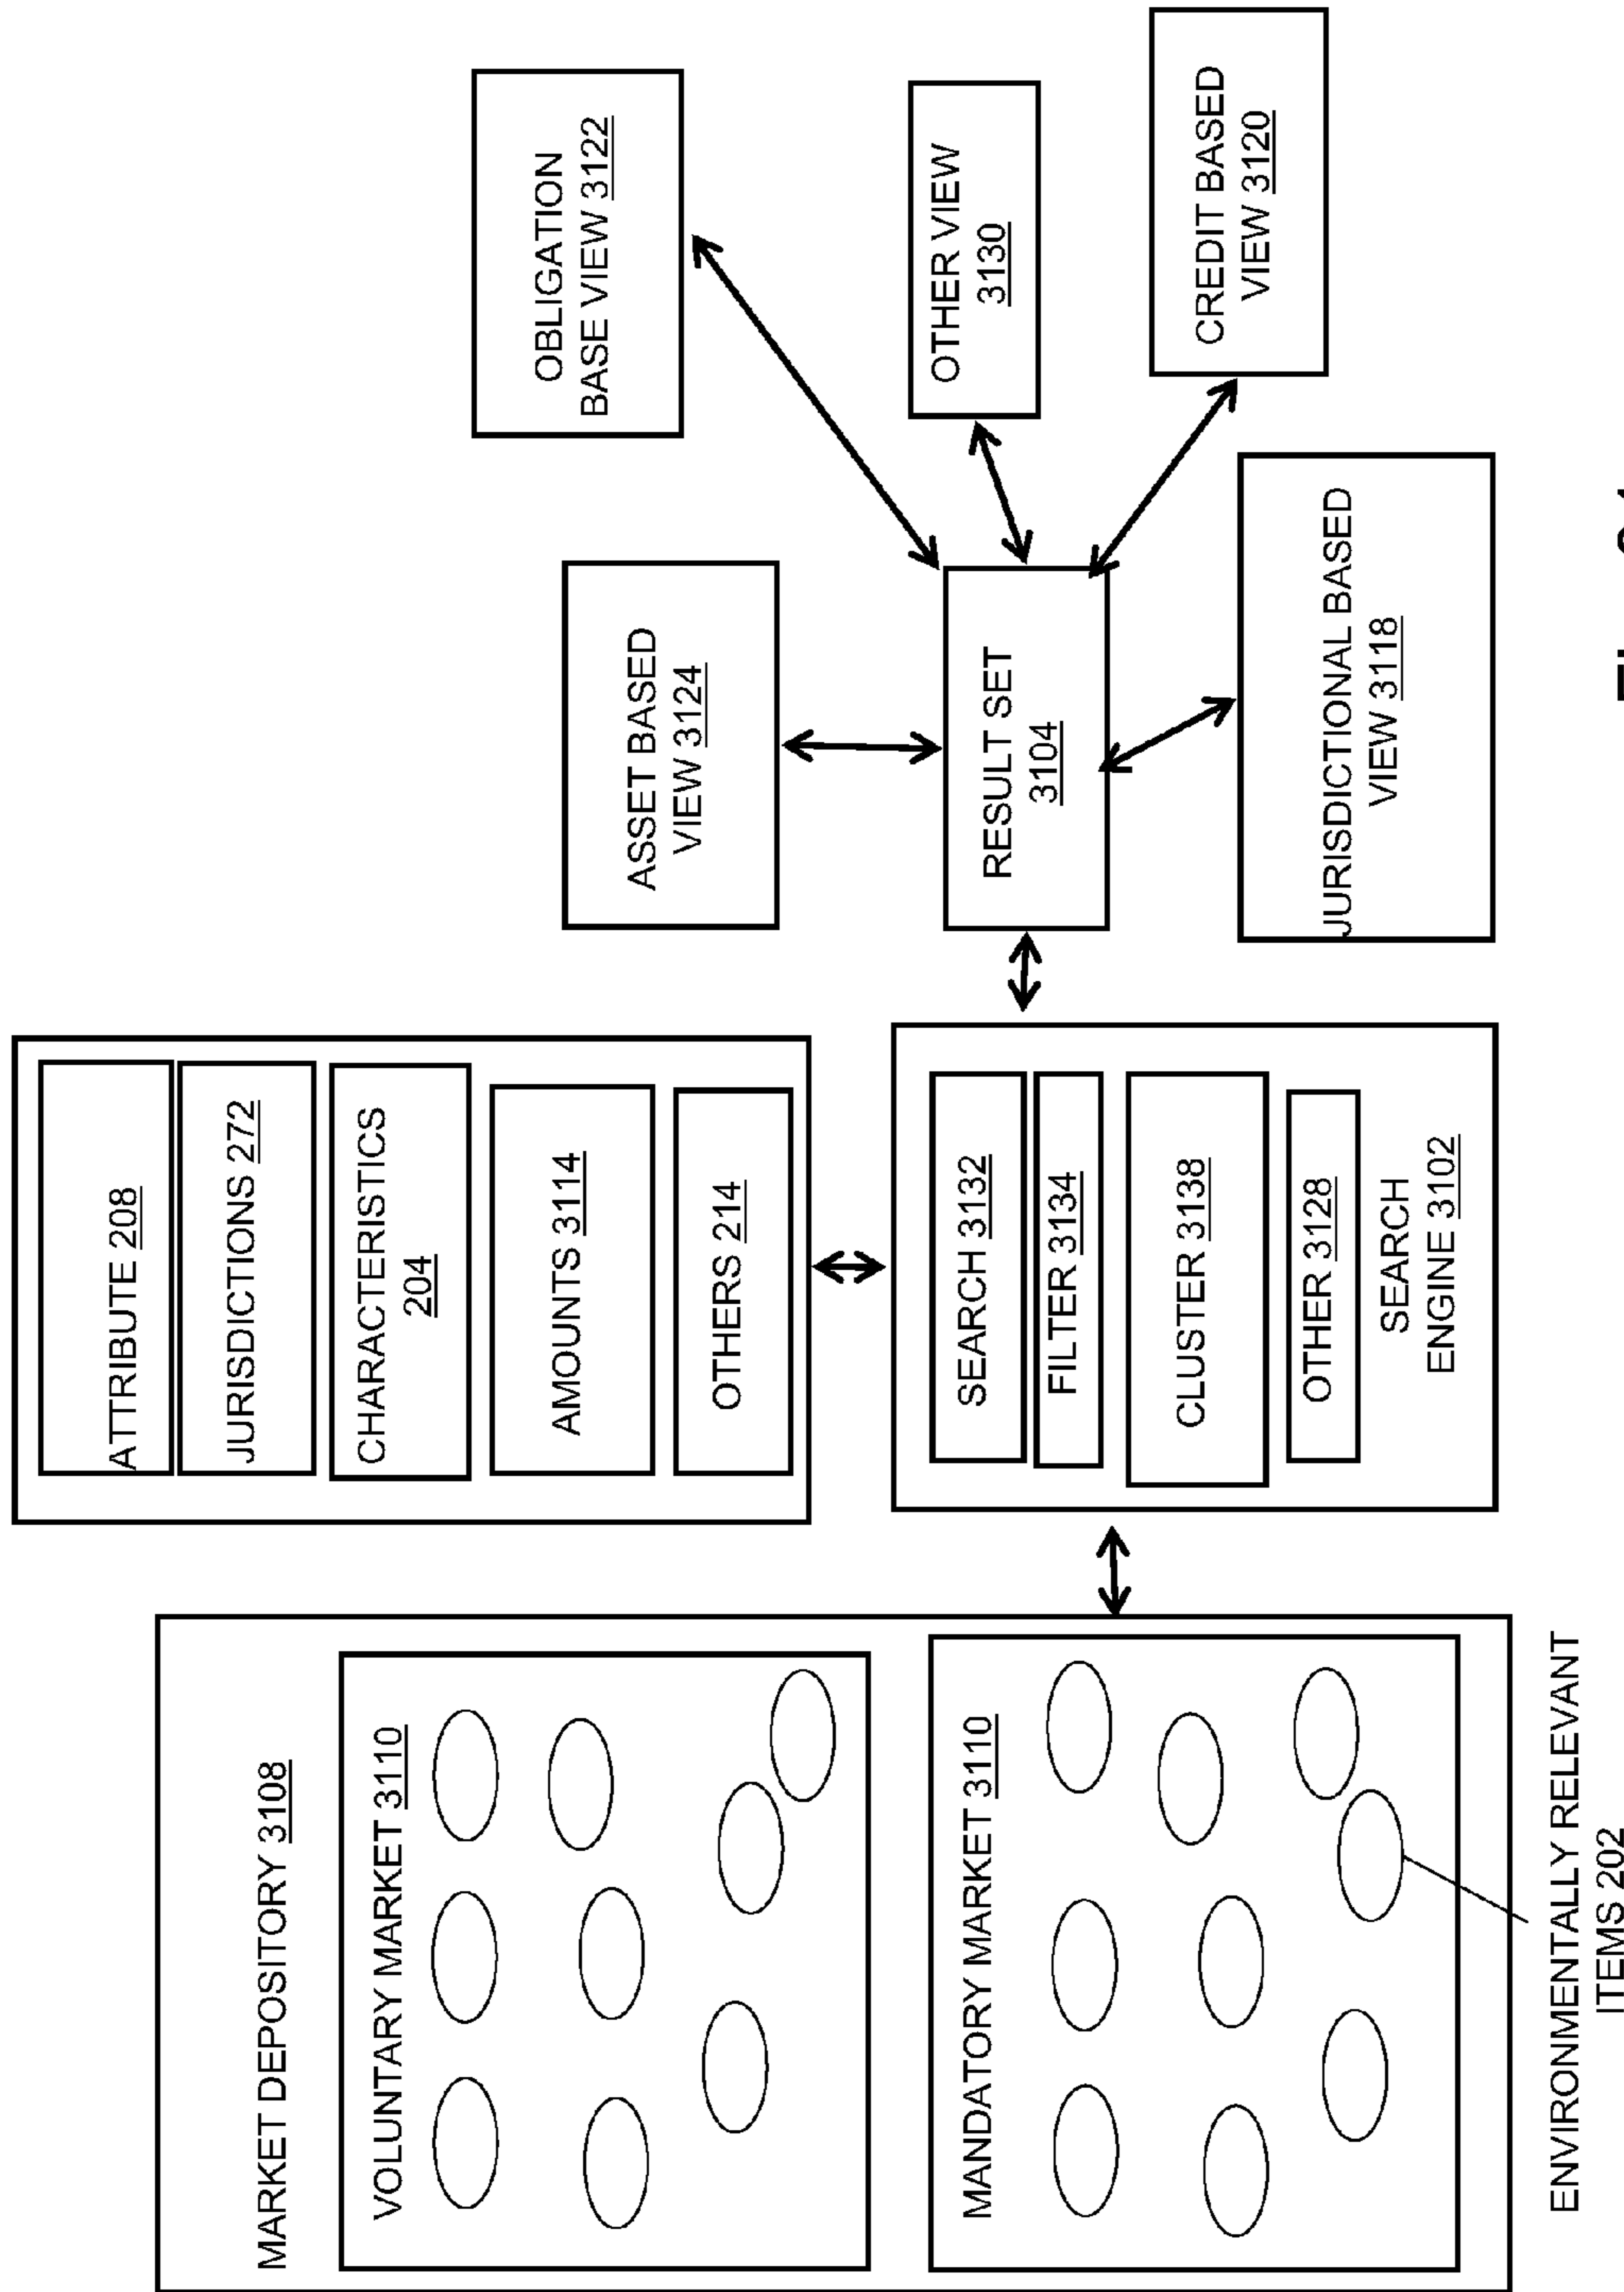 MARKET DEPOSITORY 3108
VOLUNTARY MARKET 3110
MANDATORY MARKET 3110
ENVIRONMENTALLY RELEVANT
ITEMS 202
ATTRIBUTE 208
JURISDICTIONS 272
CHARACTERISTICS
204
AMOUNTS 3114
OTHERS 214
SEARCH 3132
FILTER 3134
CLUSTER 3138
OTHER 3128
SEARCH
ENGINE 3102
RESULT SET
3104
ASSET BASED
VIEW 3124
OBLIGATION
BASE VIEW 3122
OTHER VIEW
3130
CREDIT BASED
VIEW 3120
JURISDICTIONAL BASED
VIEW 3118